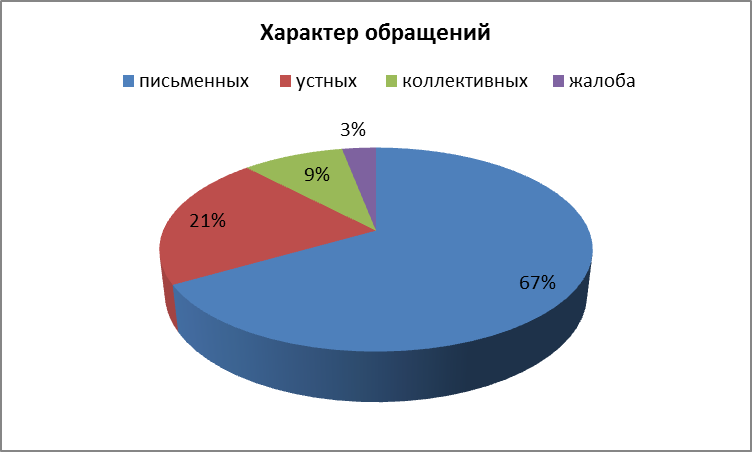 Характер обращений
письменных устных коллективных жалоба
3%
9%
21%
67%